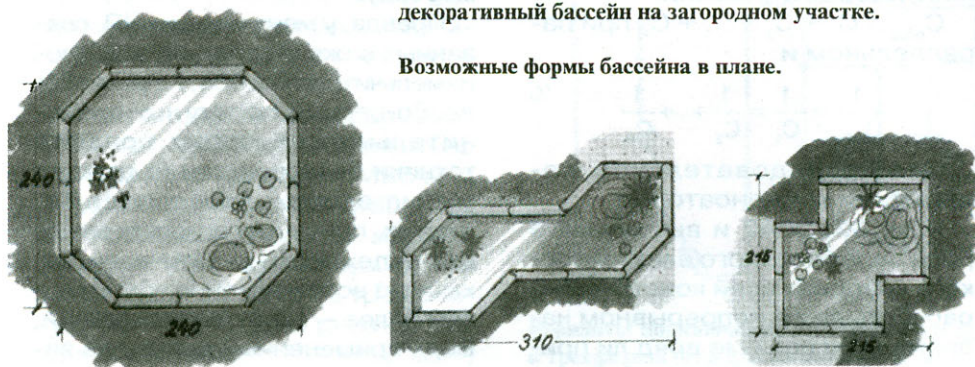 декоративный бассейн на загородном участке.
Возможные формы бассейна в плане.
240
240
310
215
215